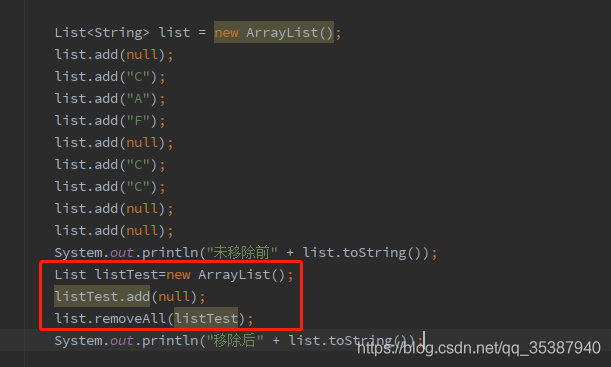 List<String> list = new ArrayList();
list.add(null);
list.add("C");
list.add("A");
list.add("F");
list.add(null);
list.add("C");
list.add("C");
list.add(null);
list.add(null);
System.out.println("未移除前" + list.toString());
List listTest=new ArrayList();
listTest.add(null);
list.removeAll(listTest);
System.out.println("移除后" + list.toString());
https://blog.csdn.net/qq_35387940